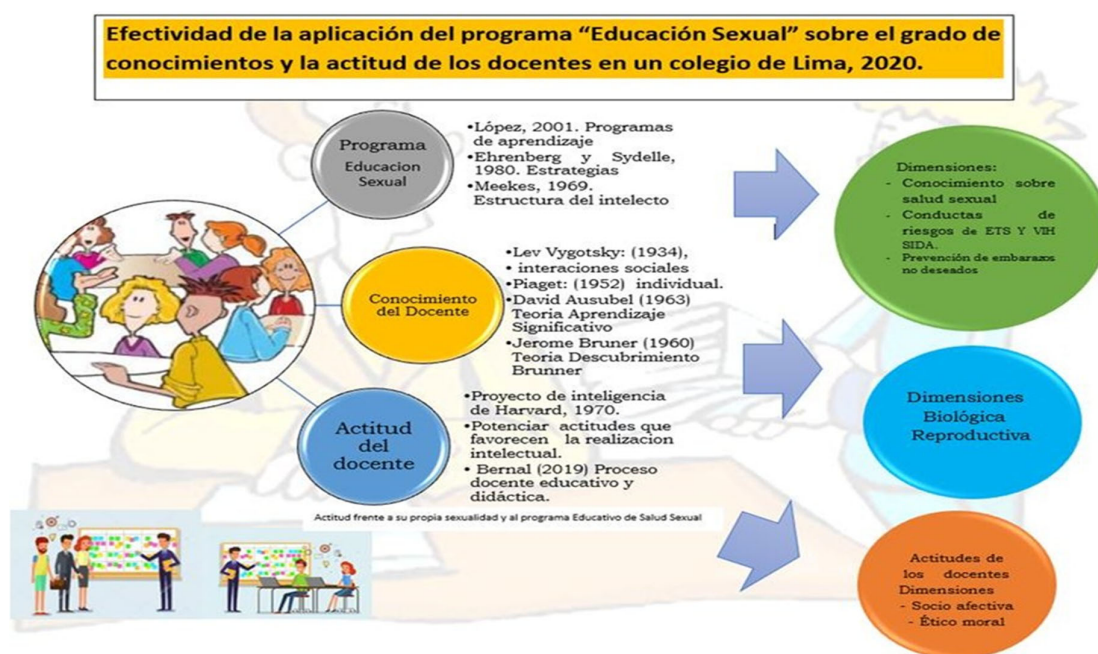 Efectividad de la aplicación del programa “Educación Sexual” sobre el grado de
conocimientos y la actitud de los docentes en un colegio de Lima, 2020.
Programa
Educacion
Sexual
•López, 2001. Programas
de aprendizaje
•Ehrenberg y Sydelle,
1980. Estrategias
•Meekes, 1969.
Estructura del intelecto
Dimensiones:
- Conocimiento sobre
salud sexual
- Conductas de
riesgos de ETS Y VIH
SIDA.
- Prevención de embarazos
no deseados
Conocimiento
del Docente
•Lev Vygotsky: (1934),
• interaciones sociales
•Piaget: (1952) individual.
•David Ausubel (1963)
Teoria Aprendizaje
Significativo
•Jerome Bruner (1960)
Teoria Descubrimiento
Brunner
Dimensiones
Biológica
Reproductiva
Actitud
del
docente
•Proyecto de inteligencia
de Harvard, 1970.
•Potenciar actitudes que
favorecen la realizacion
intelectual.
• Bernal (2019) Proceso
docente educativo y
didáctica.
Actitud frente a su propia sexualidad y al programa Educativo de Salud Sexual
Actitudes de
los docentes
Dimensiones
- Socio afectiva
- Ético moral